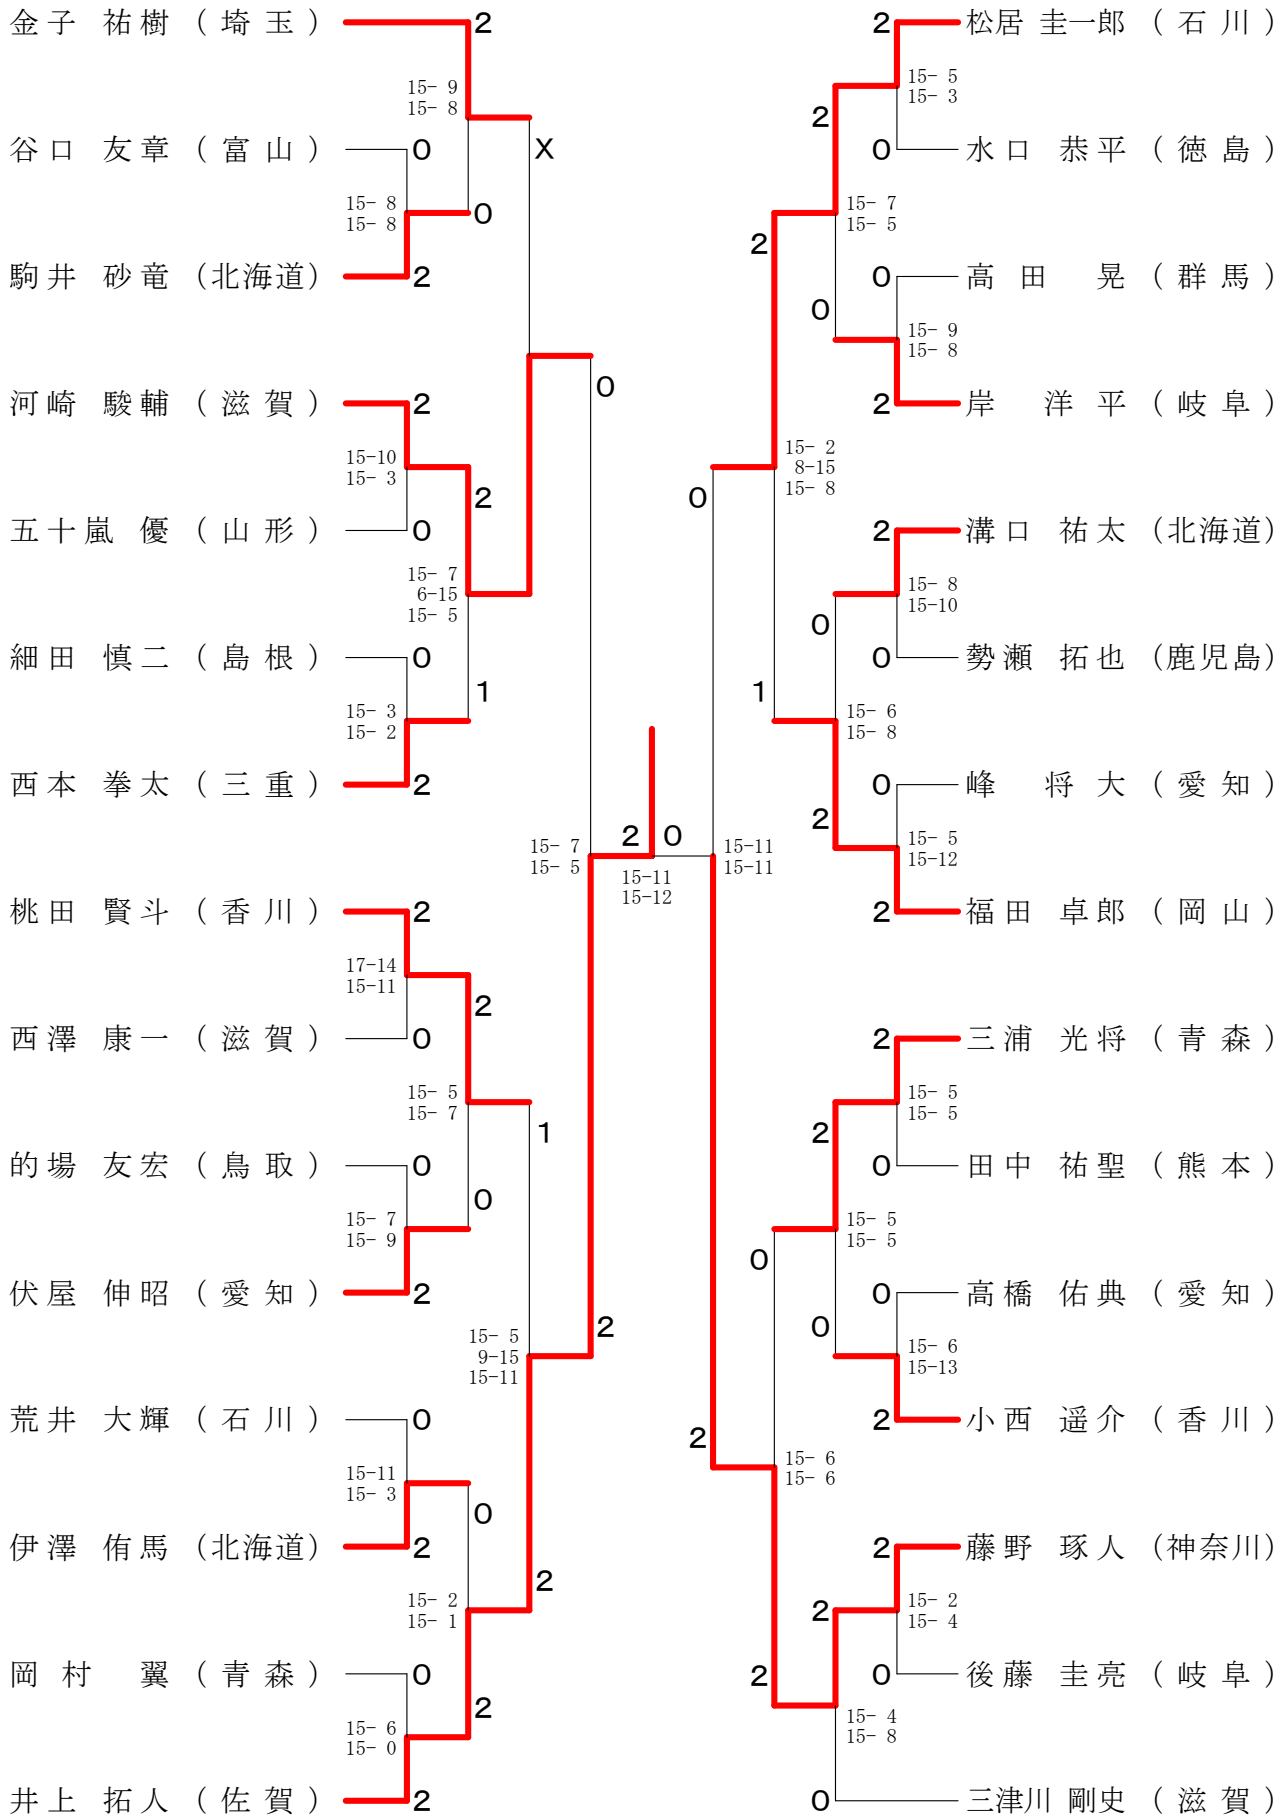 金子 祐樹 (埼玉) 2
15- 9
15- 8
谷口 友章 (富山) 0
X
15- 8
15- 8
0
駒井 砂竜 (北海道) 2
0
河崎 駿輔 (滋賀) 2
15-10
15- 3
2
五十嵐 優 (山形) 0
15- 7
6-15
15- 5
細田 慎二 (島根) 0
1
15- 3
15- 2
西本 拳太 (三重) 2
15- 7
15- 5
2 0
15-11
15-12
桃田 賢斗 (香川) 2
17-14
15-11
2
西澤 康一 (滋賀) 0
15- 5
15- 7
1
的場 友宏 (鳥取) 0
0
15- 7
15- 9
伏屋 伸昭 (愛知) 2
2
15- 5
9-15
15-11
荒井 大輝 (石川) 0
15-11
15- 3
0
伊澤 侑馬 (北海道) 2
2
15- 2
15- 1
岡村 翼 (青森) 0
2
15- 6
15- 0
井上 拓人 (佐賀) 2
2 松居 圭一郎 (石川)
15- 5
15- 3
2
0 水口 恭平 (徳島)
15- 7
15- 5
2
0 高田 晃 (群馬)
0
15- 9
15- 8
2 岸 洋平 (岐阜)
15- 2
8-15
15- 8
0
2 溝口 祐太 (北海道)
15- 8
15-10
0
0 勢瀬 拓也 (鹿児島)
1
15- 6
15- 8
0 峰 将大 (愛知)
2
15- 5
15-12
15-11
15-11
2 福田 卓郎 (岡山)
2 三浦 光将 (青森)
15- 5
15- 5
2
0 田中 祐聖 (熊本)
15- 5
15- 5
0
0 高橋 佑典 (愛知)
0
15- 6
15-13
2 小西 遥介 (香川)
2
15- 6
15- 6
2 藤野 琢人 (神奈川)
15- 2
15- 4
2
0 後藤 圭亮 (岐阜)
2
15- 4
15- 8
0 三津川 剛史 (滋賀)